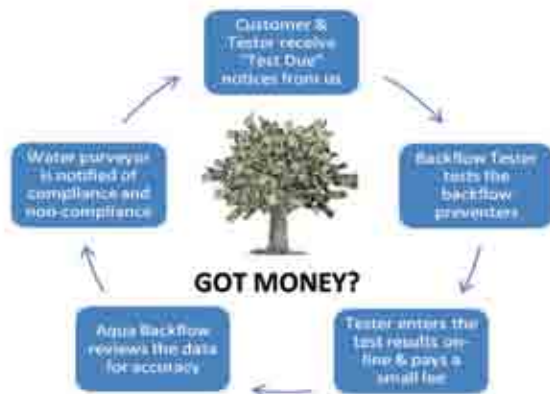 Customer &
Tester receive
"Test Due"
notices from us
Backflow Tester
tests the
backflow
preventers
Tester enters the
test results on-
line & pays a
small fee
Aqua Backflow
reviews the data
for accuracy
Water purveyor
is notified of
compliance and
non-compliance
GOT MONEY?